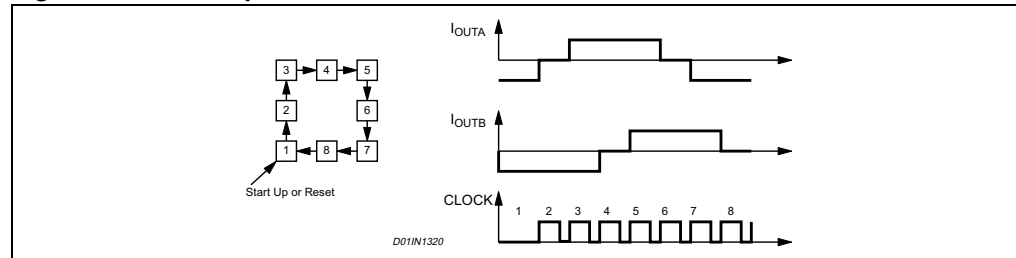 IOUTA
3 4 5
2 6
1 8 7
Start Up or Reset
IOUTB
CLOCK
1 2 3 4 5 6 7 8
D01IN1320